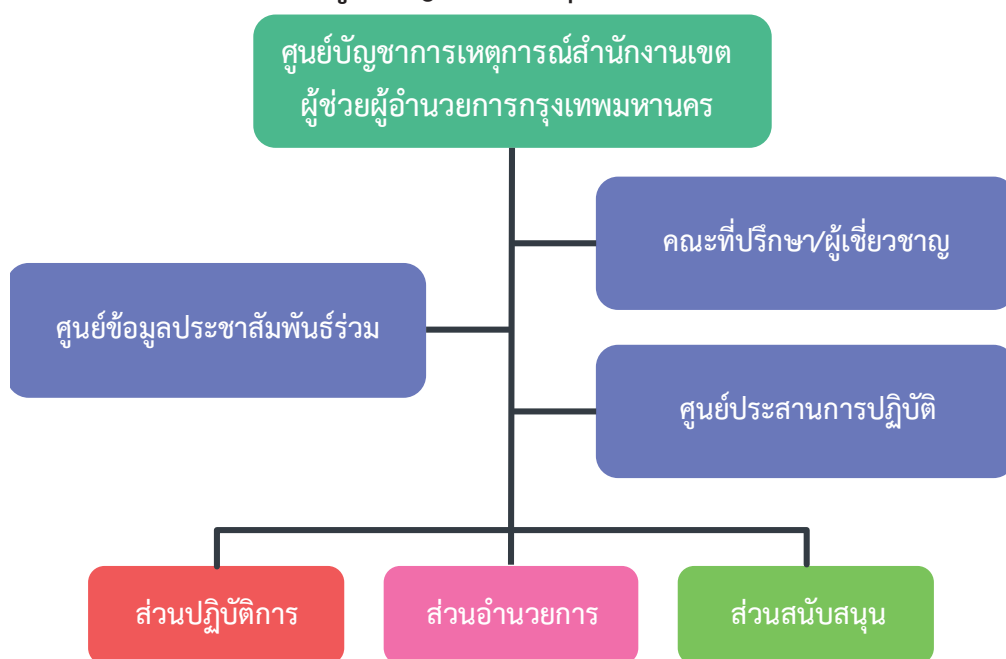 ศูนย์บัญชาการเหตุการณ์สำนักงานเขต
ผู้ช่วยผู้อำนวยการกรุงเทพมหานคร
คณะที่ปรึกษา/ผู้เชี่ยวชาญ
ศูนย์ข้อมูลประชาสัมพันธ์ร่วม
ศูนย์ประสานการปฏิบัติ
ส่วนปฏิบัติการ
ส่วนอำนวยการ
ส่วนสนับสนุน